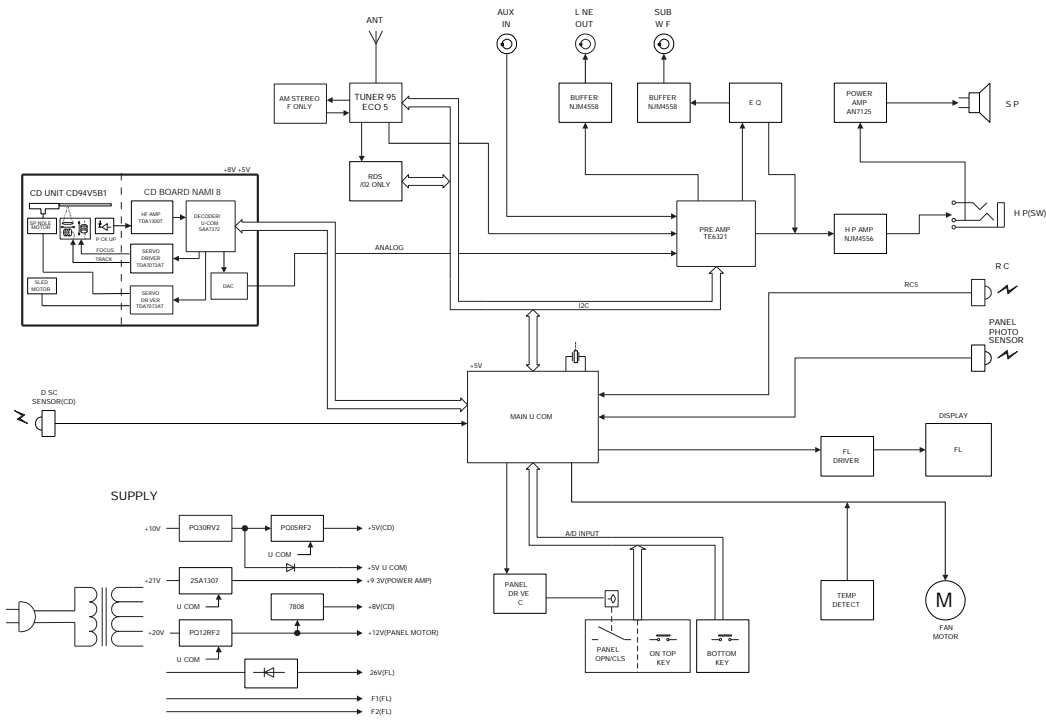 ANT
AUX
IN
L NE
OUT
SUB
W F
AM STEREO
F ONLY
TUNER 95
ECO 5
BUFFER
NJM4558
BUFFER
NJM4558
E Q
POWER
AMP
AN7125
S P
RDS
/02 ONLY
+8V +5V
CD UNIT CD94V5B1
CD BOARD NAMI 8
HF AMP
TDA1300T
DECODER/
U-COM
SAA7372
SP NDLE
MOTOR
P CK UP
FOCUS
TRACK
SERVO
DRIVER
TDA7073AT
SLED
MOTOR
SERVO
DR VER
TDA7073AT
DAC
ANALOG
PRE AMP
TE6321
H P AMP
NJM4556
H P(SW)
I2C
R C
RC5
PANEL
PHOTO
SENSOR
+5V
MAIN U COM
D SC
SENSOR(CD)
FL
DRIVER
DISPLAY
FL
SUPPLY
+10V
PQ30RV2
PQ05RF2
+5V(CD)
U COM
+5V U COM)
+21V
2SA1307
+9 3V(POWER AMP)
U COM
7808
+8V(CD)
+20V
PQ12RF2
+12V(PANEL MOTOR)
U COM
26V(FL)
F1(FL)
F2(FL)
A/D INPUT
PANEL
DR VE
C
PANEL
OPN/CLS
ON TOP
KEY
BOTTOM
KEY
TEMP
DETECT
M
FAN
MOTOR